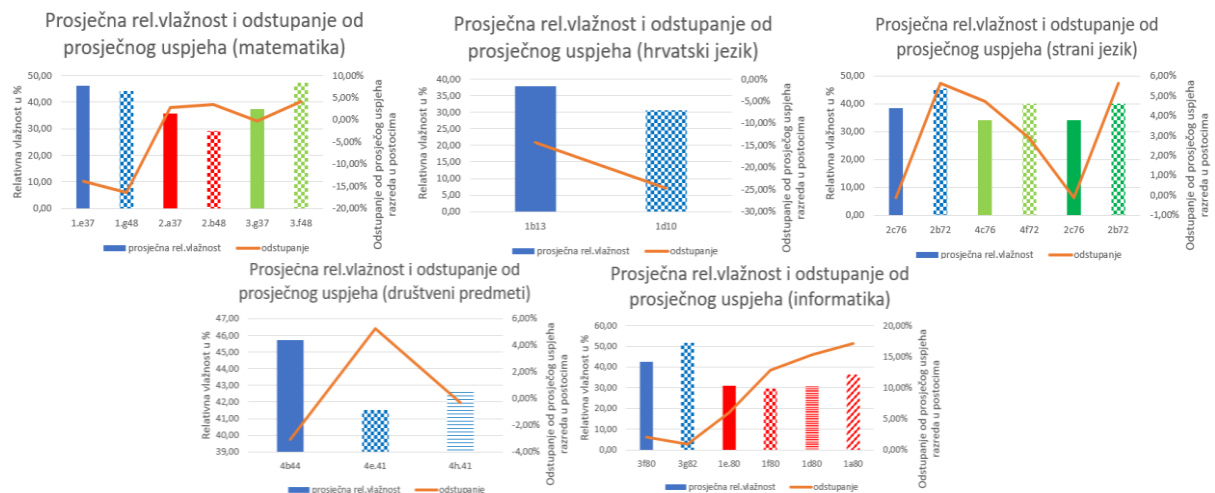 Prosječna rel.vlažnost i odstupanje od
prosječnog uspjeha (matematika)
50,00
40,00
30,00
20,00
10,00
0,00
Relativna vlažnost u %
10,00%
5,00%
0,00%
-5,00%
-10,00%
-15,00%
-20,00%
Odstupanje od prosječog uspjeha
razreda u postocima
1.e37 1.g48 2.a37 2.b48 3.g37 3.f48
prosječna rel.vlažnost odstupanje
Prosječna rel.vlažnost i odstupanje od
prosječnog uspjeha (hrvatski jezik)
40,00
35,00
30,00
25,00
20,00
15,00
10,00
5,00
0,00
Relativna vlažnost u %
0,00%
-5,00%
-10,00%
-15,00%
-20,00%
-25,00%
-30,00%
Odstupanje od prosječog uspjeha
razreda u postocima
1b13 1d10
prosječna rel.vlažnost odstupanje
Prosječna rel.vlažnost i odstupanje od
prosječnog uspjeha (strani jezik)
50,00
40,00
30,00
20,00
10,00
0,00
Relativna vlažnost u %
6,00%
5,00%
4,00%
3,00%
2,00%
1,00%
0,00%
-1,00%
Odstupanje od prosječog uspjeha
razreda u postocima
2c76 2b72 4c76 4f72 2c76 2b72
prosječna rel.vlažnost odstupanje
Prosječna rel.vlažnost i odstupanje od
prosječnog uspjeha (društveni predmeti)
47,00
46,00
45,00
44,00
43,00
42,00
41,00
40,00
39,00
Relativna vlažnost u %
6,00%
4,00%
2,00%
0,00%
-2,00%
-4,00%
Odstupanje od prosječog uspjeha
razreda u postocima
4b44 4e.41 4h.41
prosječna rel.vlažnost odstupanje
Prosječna rel.vlažnost i odstupanje od
prosječnog uspjeha (informatika)
60,00
50,00
40,00
30,00
20,00
10,00
0,00
Relativna vlažnost u %
20,00%
15,00%
10,00%
5,00%
0,00%
Odstupanje od prosječog uspjeha
razreda u postocima
3f80 3g82 1e.80 1f80 1d80 1a80
prosječna rel.vlažnost odstupanje